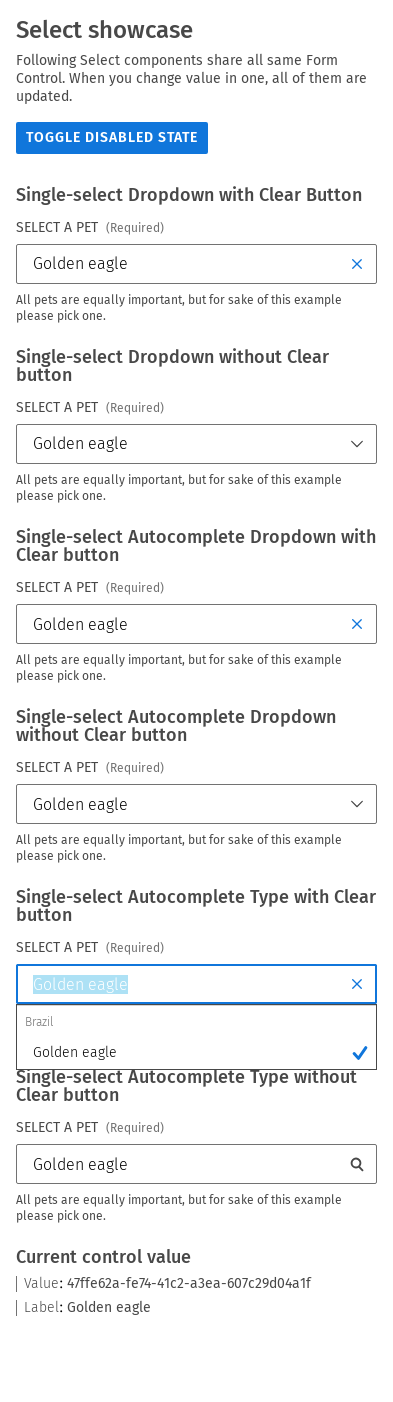 Select showcase
Following Select components share all same Form
Control. When you change value in one, all of them are
updated.
TOGGLE DISABLED STATE
Single-select Dropdown with Clear Button
SELECT A PET (Required)
Golden eagle
All pets are equally important, but for sake of this example
please pick one.
Single-select Dropdown without Clear
button
SELECT A PET (Required)
Golden eagle
All pets are equally important, but for sake of this example
please pick one.
Single-select Autocomplete Dropdown with
Clear button
SELECT A PET (Required)
Golden eagle
All pets are equally important, but for sake of this example
please pick one.
Single-select Autocomplete Dropdown
without Clear button
SELECT A PET (Required)
Golden eagle
All pets are equally important, but for sake of this example
please pick one.
Single-select Autocomplete Type with Clear
button
SELECT A PET (Required)
Golden eagle
Brazil
Golden eagle
Single-select Autocomplete Type without
Clear button
SELECT A PET (Required)
Golden eagle
All pets are equally important, but for sake of this example
please pick one.
Current control value
Value: 47ffe62a-fe74-41c2-a3ea-607c29d04a1f
Label: Golden eagle